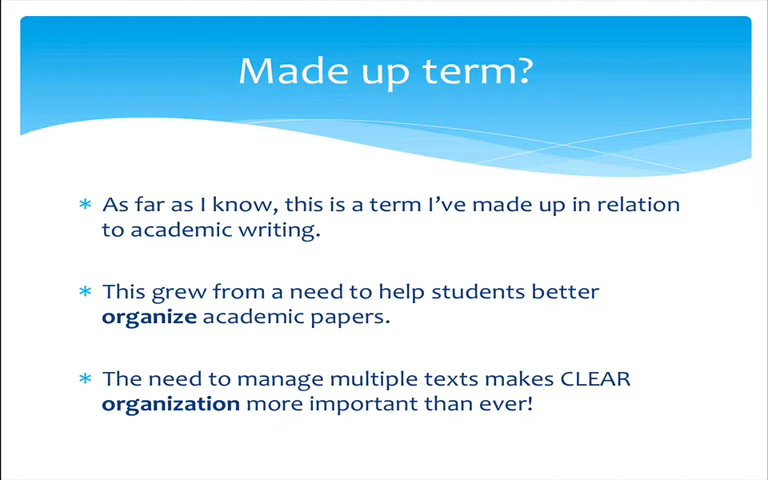 Made up term?
* As far as I know, this is a term I’ve made up in relation
to academic writing.
* This grew from a need to help students better
organize academic papers.
* The need to manage multiple texts makes CLEAR
organization more important than ever!